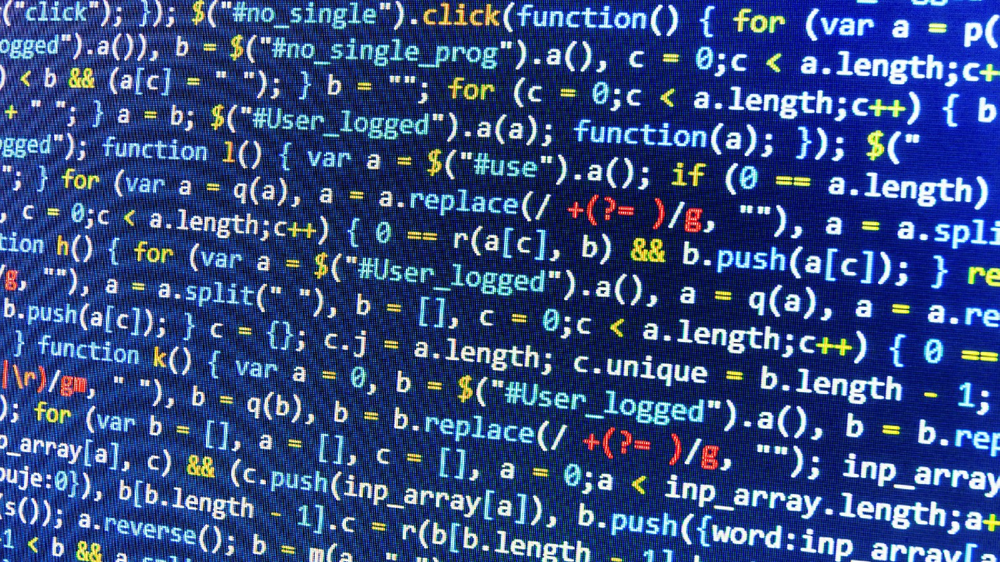 ("click"); }); $("#no_single").click(function() { for (var a = p(
ogged").a()), b = $("#no_single_prog").a(), c = 0;c < a.length;c+
) < b && (a[c] = " "); } b = ""; for (c = 0;c < a.length;c++) { b
+ " "; } a = b; $("#User_logged").a(a); function(a); }); $("
ogged"); function l() { var a = $("#use").a(); if (0 == a.length)
"; } for (var a = q(a), a = a.replace(/ +(?= )/g, ""), a = a.spli
, c = 0;c < a.length;c++) { 0 == r(a[c], b) && b.push(a[c]); } re
tion h() { for (var a = $("#User_logged").a(), a = q(a), a = a.re
/g, ""), a = a.split(" "), b = [], c = 0;c < a.length;c++) { 0 ==
b.push(a[c]); } c = {}; c.j = a.length; c.unique = b.length - 1;
} function k() { var a = 0, b = $("#User_logged").a(), b = b.rep
|\r)/gm, " "), b = q(b), b = b.replace(/ +(?= )/g, ""); inp_array
); for (var b = [], a = [], c = [], a = 0;a < inp_array.length;a+
p_array[a], c) && (c.push(inp_array[a]), b.push({word:inp_array[a
ouje:0}), b[b.length - 1].c = r(b[b.length - 1]
(s()); a.reverse(); b = m(a, " ")
-1 < b && a